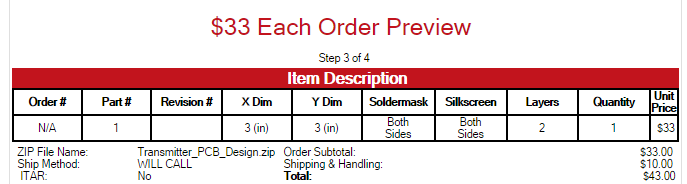 $33 Each Order Preview
Step 3 of 4
Item Description
Order # Part # Revision # X Dim Y Dim Soldermask Silkscreen Layers Quantity Unit Price
N/A 1 3 (in) 3 (in) Both Sides Both Sides 2 1 $33
ZIP File Name: Transmitter_PCB_Design.zip Order Subtotal: $33.00
Ship Method: WILL CALL Shipping & Handling: $10.00
ITAR: No Total: $43.00